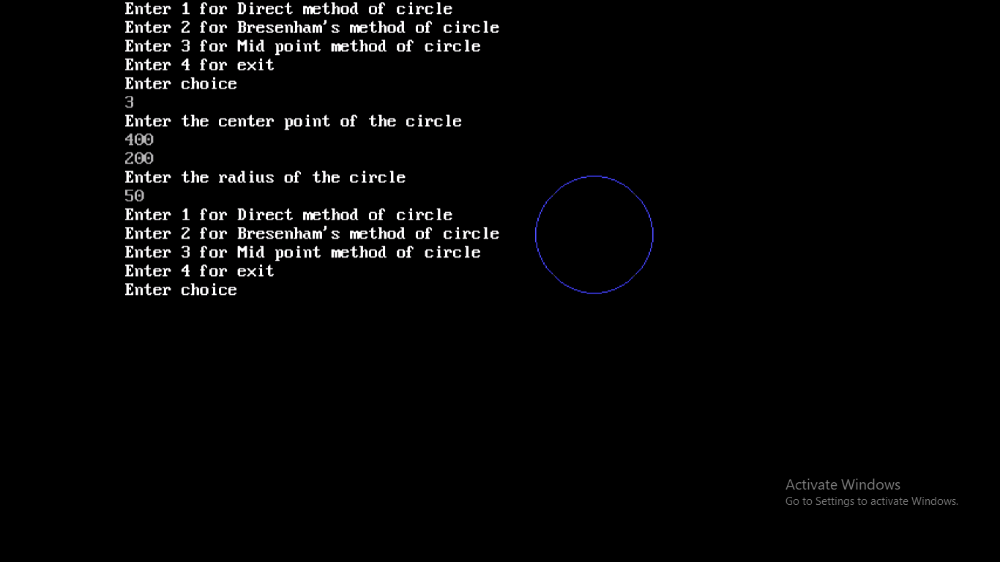 Enter 1 for Direct method of circle
Enter 2 for Bresenham's method of circle
Enter 3 for Mid point method of circle
Enter 4 for exit
Enter choice
3
Enter the center point of the circle
400
200
Enter the radius of the circle
50
Enter 1 for Direct method of circle
Enter 2 for Bresenham's method of circle
Enter 3 for Mid point method of circle
Enter 4 for exit
Enter choice
Activate Windows
Go to Settings to activate Windows.